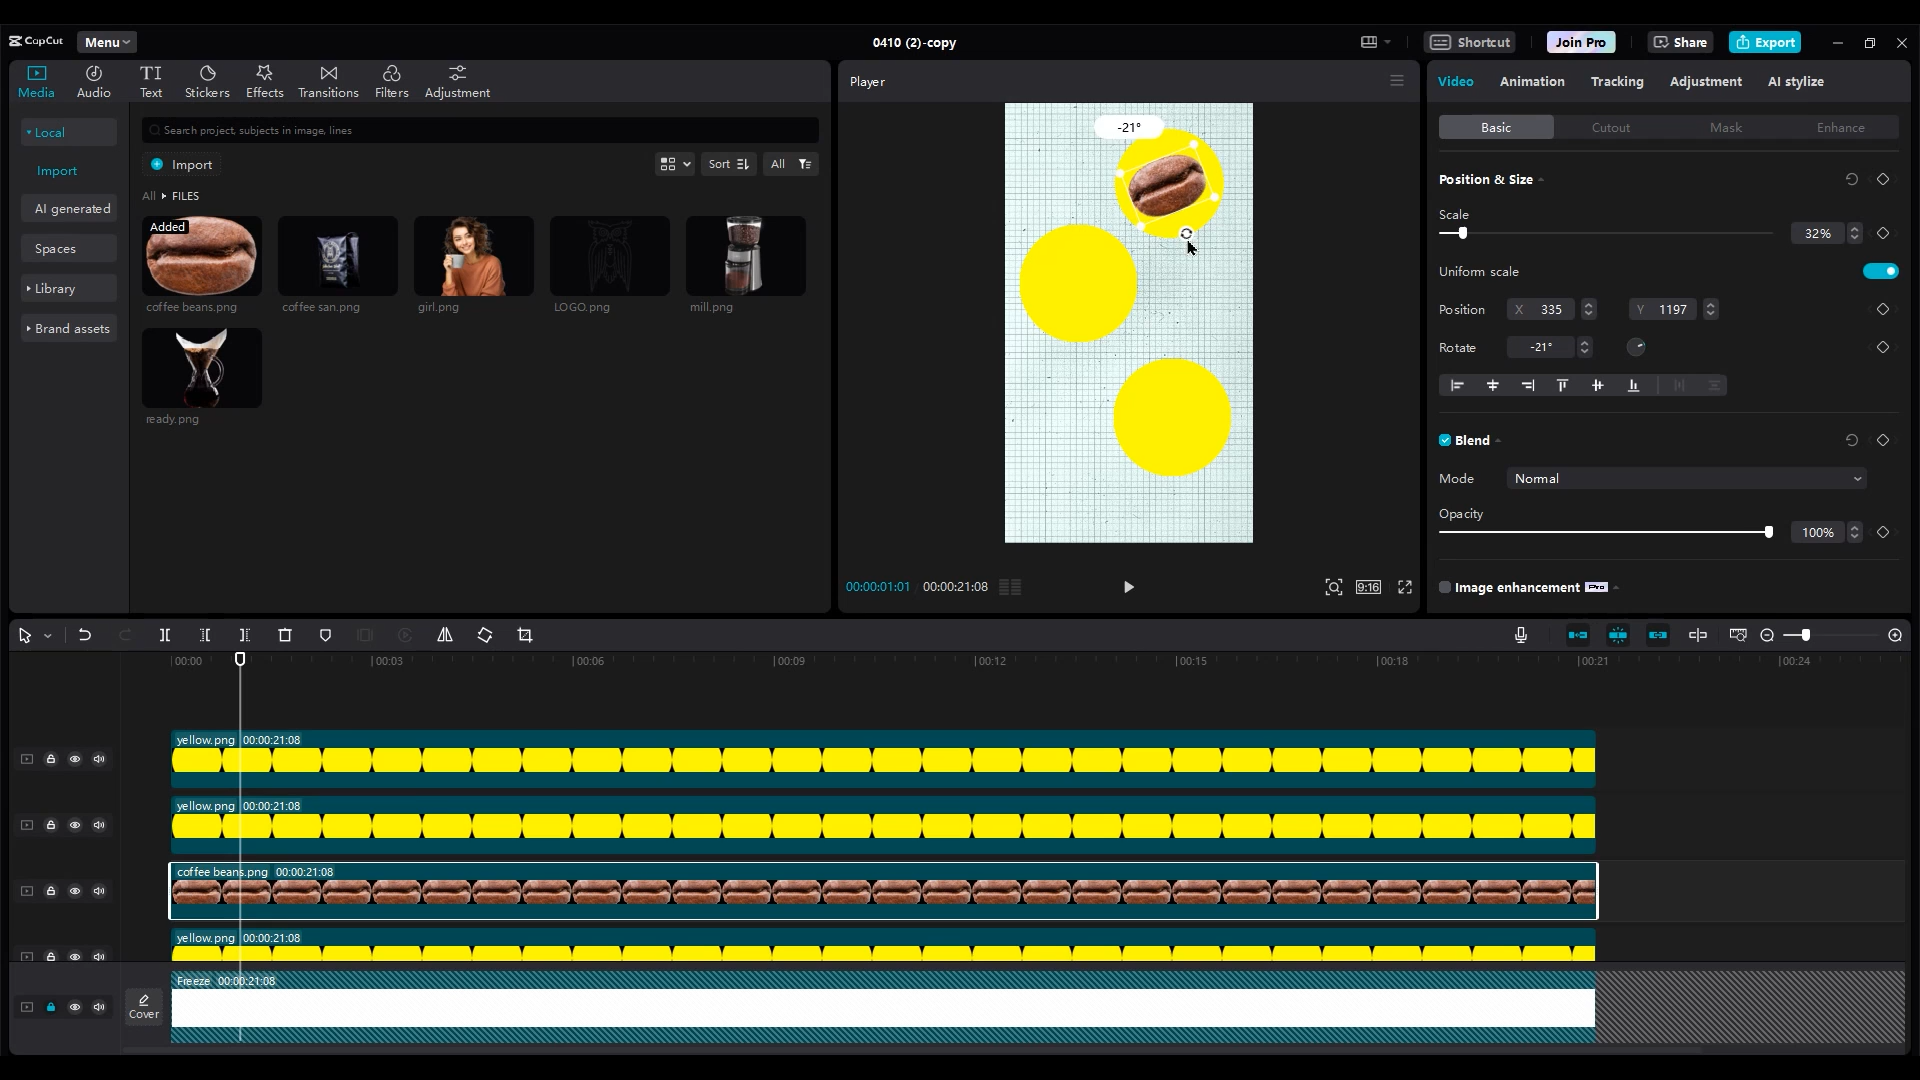 CapCut
Menu
0410 (2)-copy
Shortcut
Join Pro
Share
Export
Media
Audio
Text
Stickers
Effects
Transitions
Filters
Adjustment
Local
Import
AI generated
Spaces
Library
Brand assets
Search project, subjects in image, lines
Import
Sort
All
All
FILES
Added
coffee beans.png
coffee san.png
girl.png
LOGO.png
mill.png
ready.png
Player
-21°
00:00:01:01
00:00:21:08
9:16
Video
Animation
Tracking
Adjustment
AI stylize
Basic
Cutout
Mask
Enhance
Position & Size
Scale
32%
Uniform scale
Position
X 335
Y 1197
Rotate
-21°
Blend
Mode
Normal
Opacity
100%
Image enhancement
Pro
00:00
00:03
00:06
00:09
00:12
00:15
00:18
00:21
00:24
yellow.png 00:00:21:08
yellow.png 00:00:21:08
coffee beans.png 00:00:21:08
yellow.png 00:00:21:08
Cover
Freeze 00:00:21:08